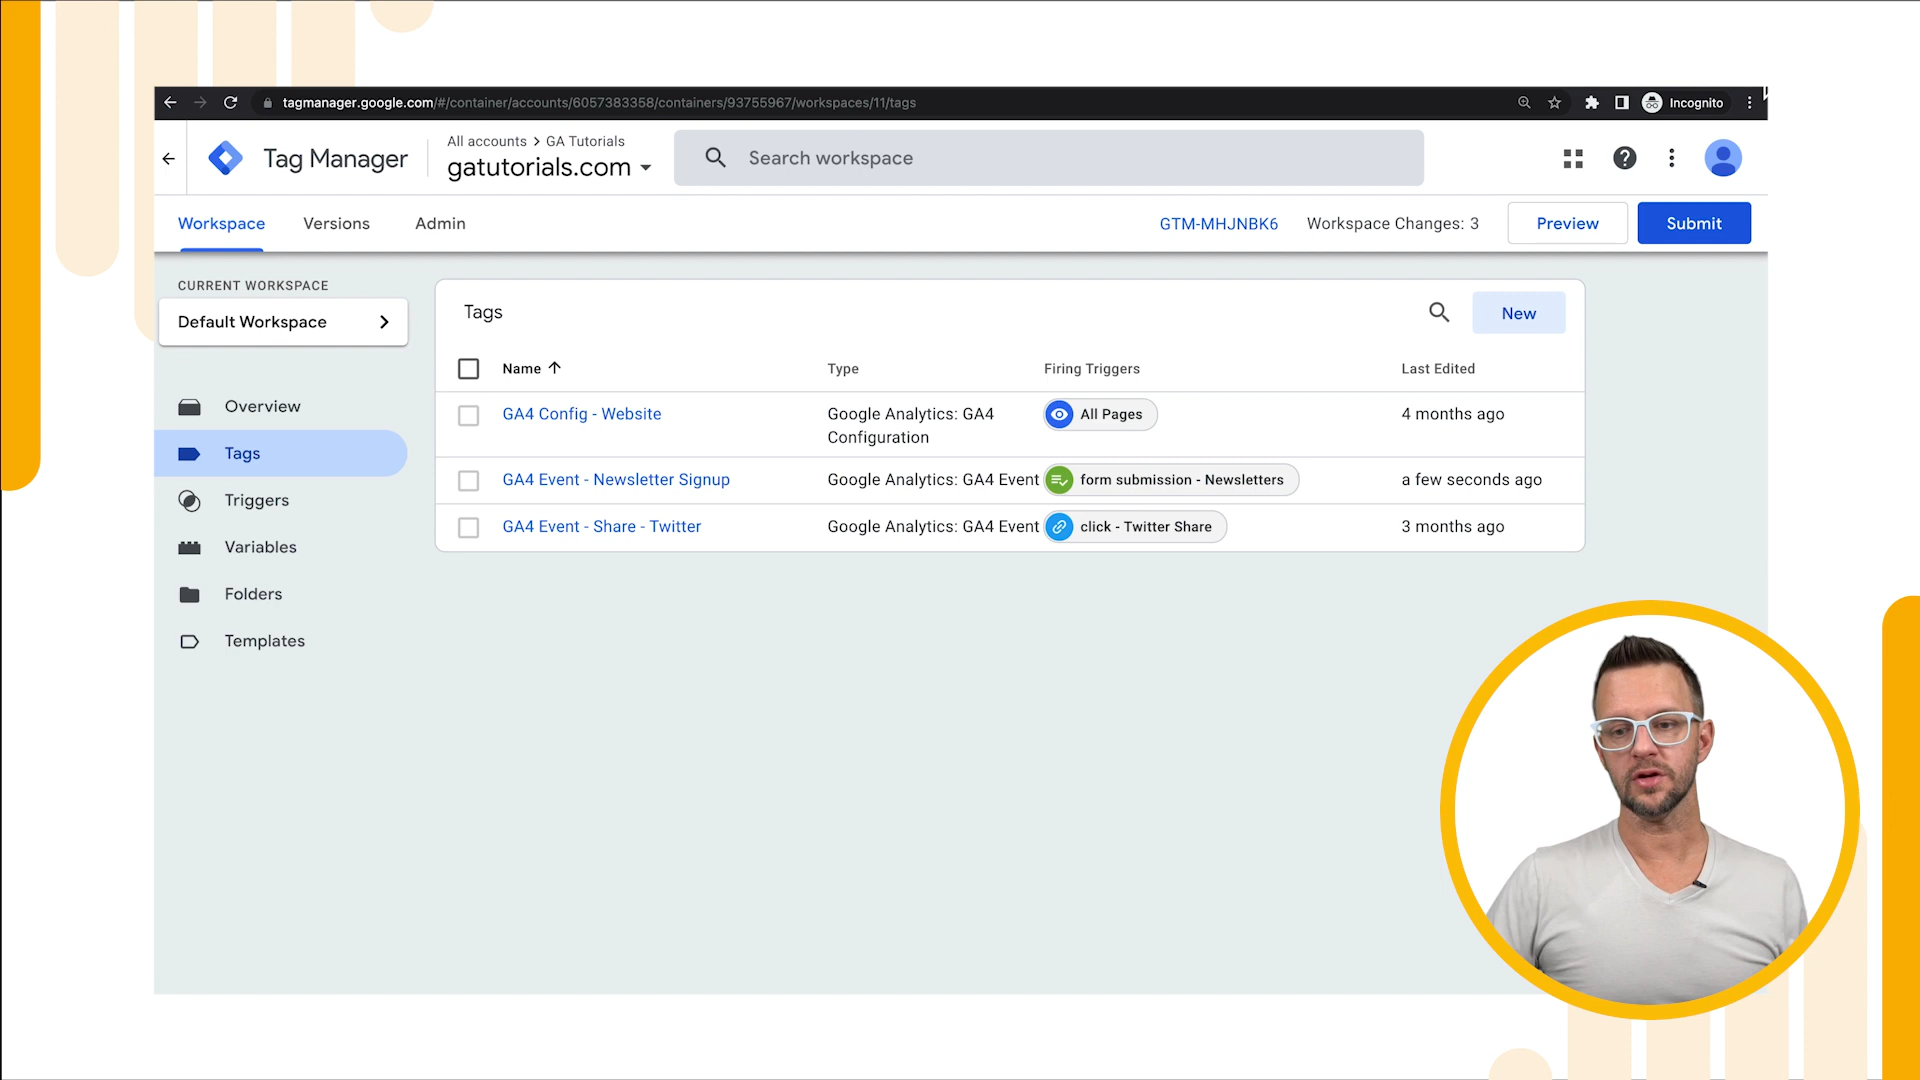 tagmanager.google.com/#/container/accounts/6057383358/containers/93755967/workspaces/11/tags
Incognito
Tag Manager
All accounts > GA Tutorials
gatutorials.com
Search workspace
Workspace
Versions
Admin
GTM-MHJNBK6
Workspace Changes: 3
Preview
Submit
CURRENT WORKSPACE
Default Workspace
Overview
Tags
Triggers
Variables
Folders
Templates
Tags
New
Name
Type
Firing Triggers
Last Edited
GA4 Config - Website
Google Analytics: GA4
Configuration
All Pages
4 months ago
GA4 Event - Newsletter Signup
Google Analytics: GA4 Event
form submission - Newsletters
a few seconds ago
GA4 Event - Share - Twitter
Google Analytics: GA4 Event
click - Twitter Share
3 months ago